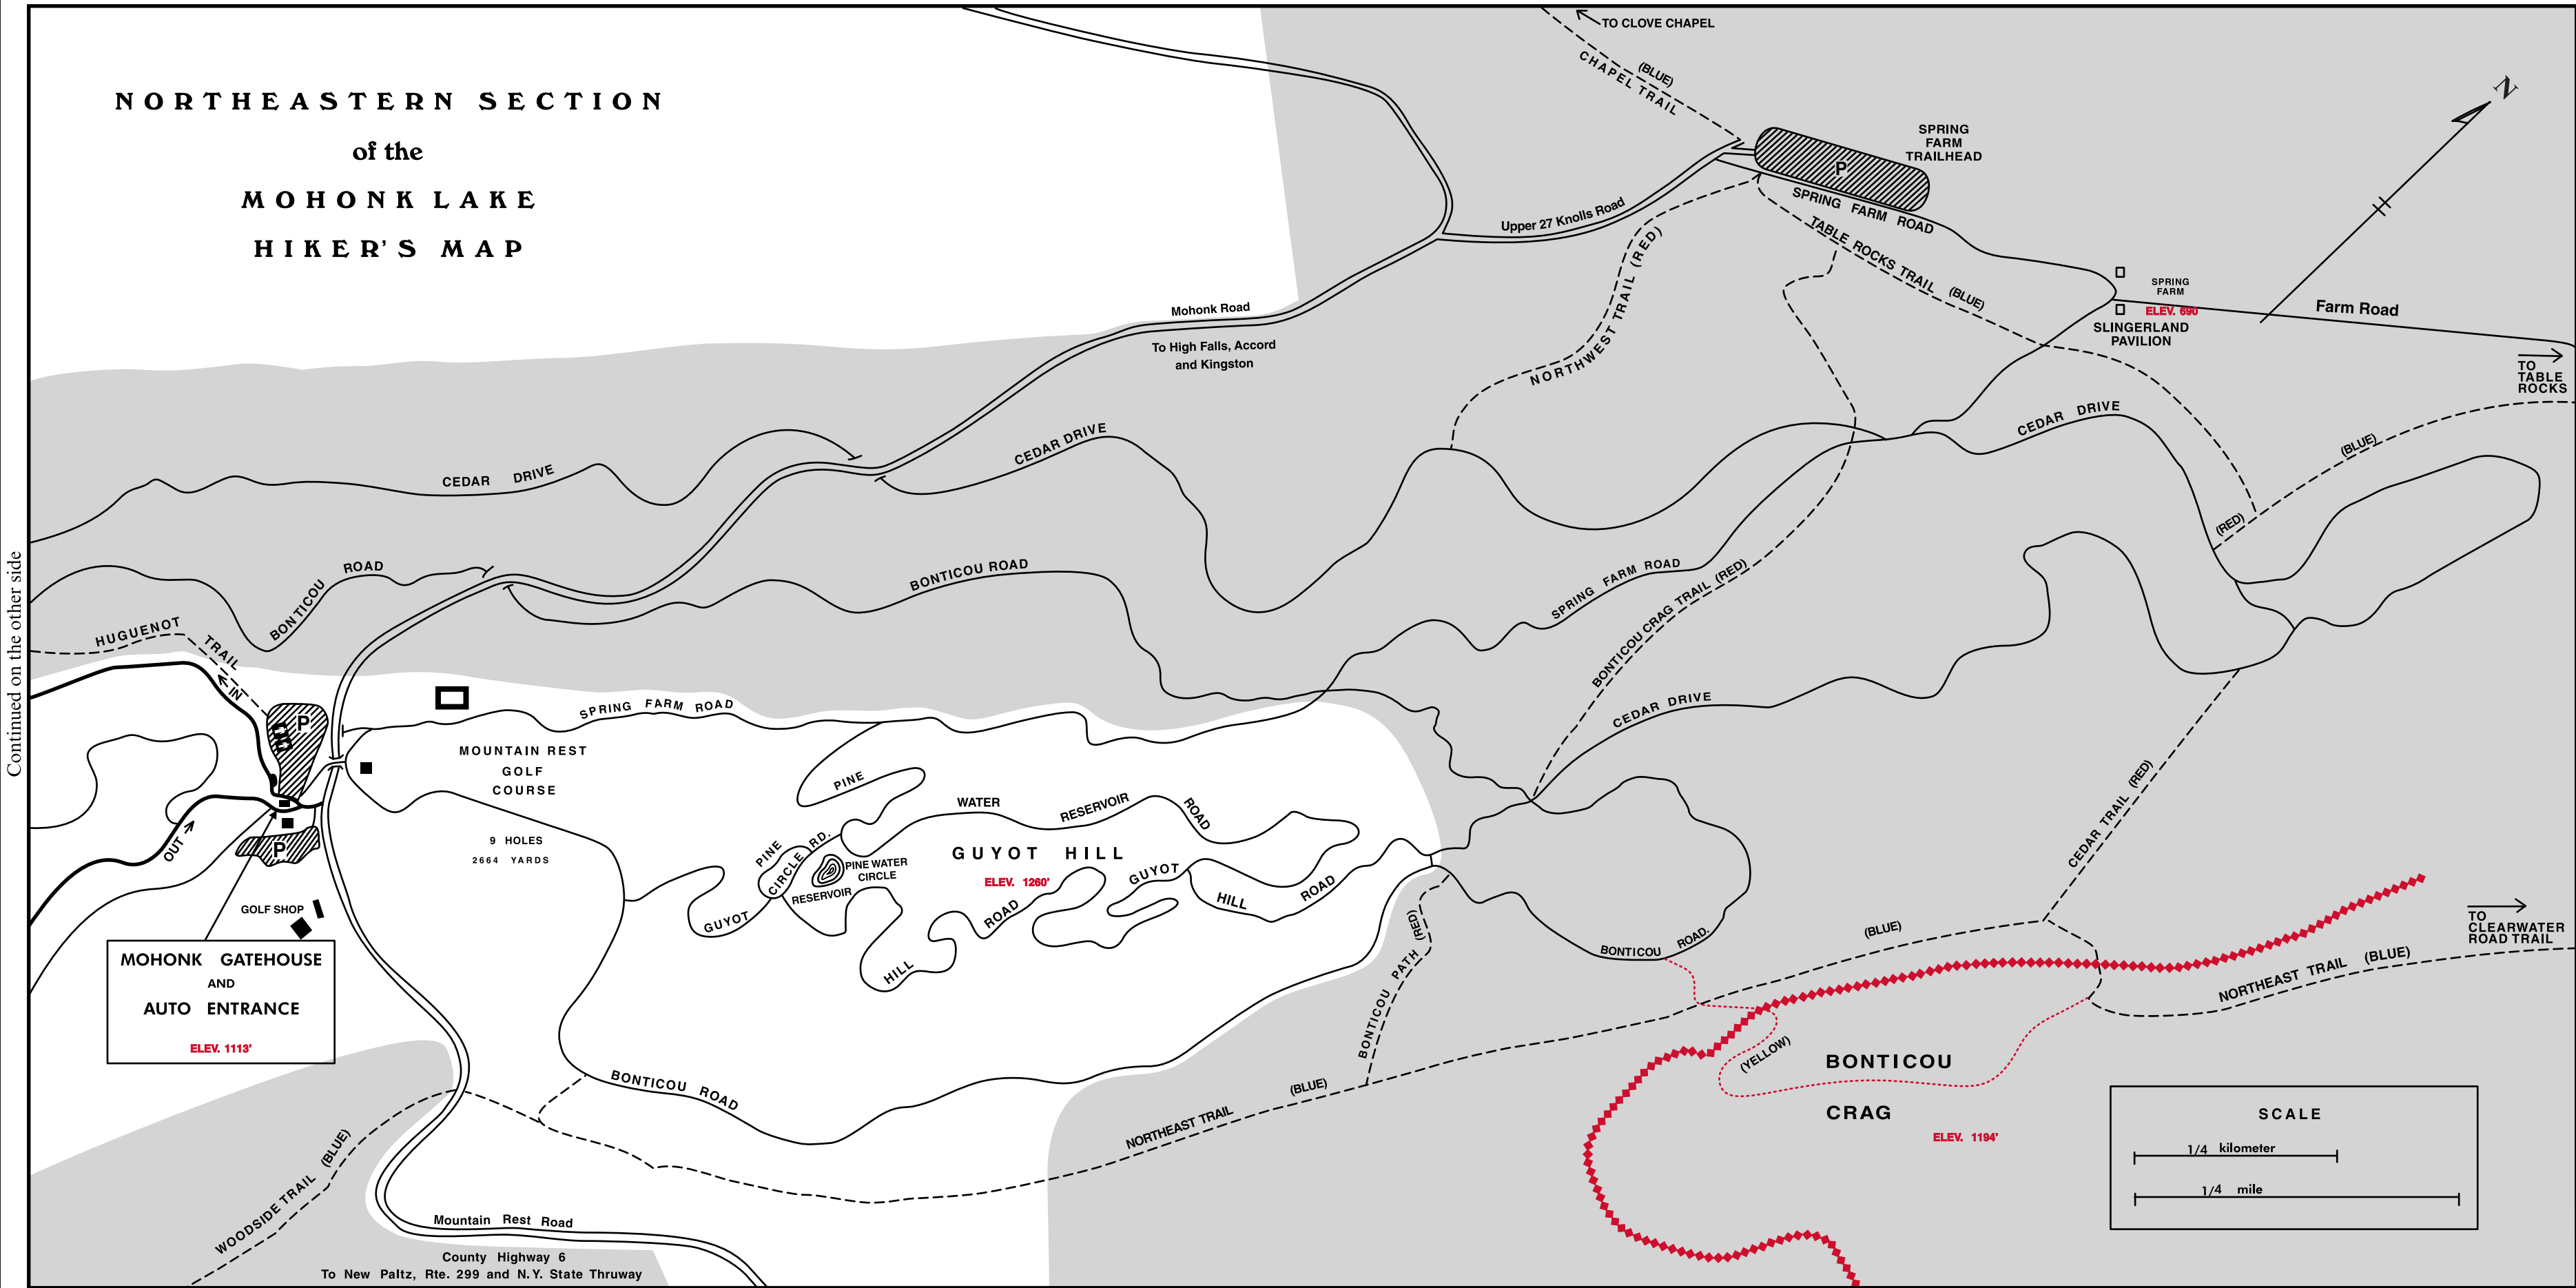 NORTHEASTERN SECTION
of the
MOHONK LAKE
HIKER'S MAP
Continued on the other side
TO CLOVE CHAPEL
(BLUE)
CHAPEL TRAIL
SPRING
FARM
TRAILHEAD
P
SPRING FARM ROAD
N
Upper 27 Knolls Road
NORTHWEST TRAIL (RED)
TABLE ROCKS TRAIL (BLUE)
SPRING
FARM
ELEV. 690
SLINGERLAND
PAVILION
Farm Road
TO
TABLE
ROCKS
Mohonk Road
To High Falls, Accord
and Kingston
CEDAR DRIVE
CEDAR DRIVE
CEDAR DRIVE
(BLUE)
(RED)
BONTICOU ROAD
BONTICOU ROAD
SPRING FARM ROAD
BONTICOU CRAG TRAIL (RED)
HUGUENOT TRAIL
IN
P
SPRING FARM ROAD
CEDAR DRIVE
MOUNTAIN REST
GOLF
COURSE
9 HOLES
2664 YARDS
PINE
WATER RESERVOIR ROAD
PINE
CIRCLE RD.
PINE WATER
CIRCLE
RESERVOIR
GUYOT HILL
ELEV. 1260'
GUYOT
HILL
ROAD
GUYOT
HILL
ROAD
OUT
P
GOLF SHOP
MOHONK GATEHOUSE
AND
AUTO ENTRANCE
ELEV. 1113'
CEDAR TRAIL (RED)
BONTICOU PATH (RED)
BONTICOU ROAD.
(BLUE)
TO
CLEARWATER
ROAD TRAIL
NORTHEAST TRAIL (BLUE)
(YELLOW)
BONTICOU
CRAG
ELEV. 1194'
BONTICOU ROAD
NORTHEAST TRAIL (BLUE)
WOODSIDE TRAIL (BLUE)
Mountain Rest Road
County Highway 6
To New Paltz, Rte. 299 and N.Y. State Thruway
SCALE
1/4 kilometer
1/4 mile